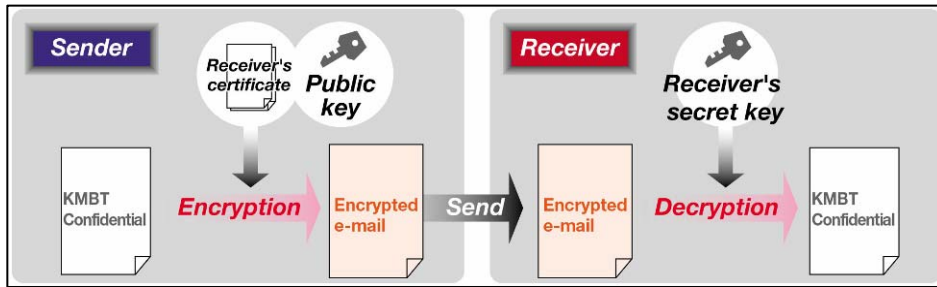 Sender
Receiver's
certificate
Public
key
KMBT
Confidential
Encryption
Encrypted
e-mail
Send
Receiver
Receiver's
secret key
Encrypted
e-mail
Decryption
KMBT
Confidential